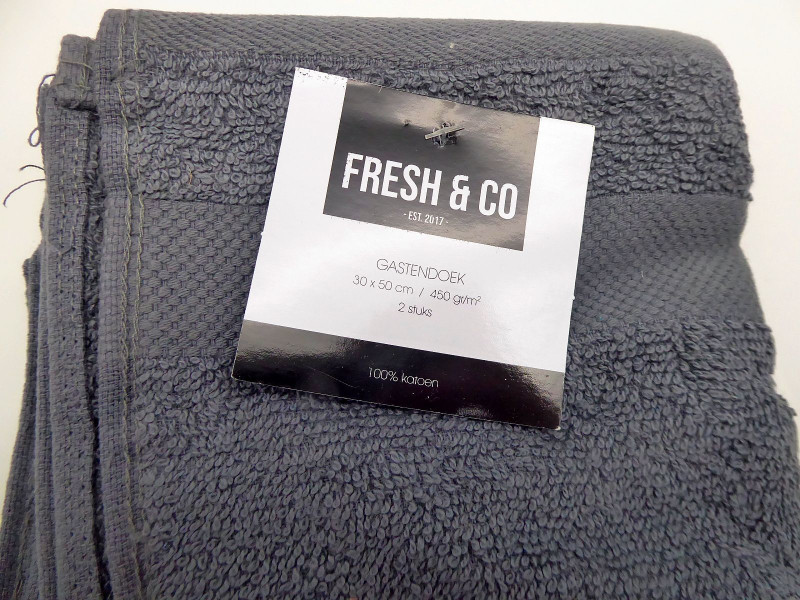 FRESH & CO
- EST. 2017 -
GASTENDOEK
30 x 50 cm / 450 gr/m²
2 stuks
100% katoen